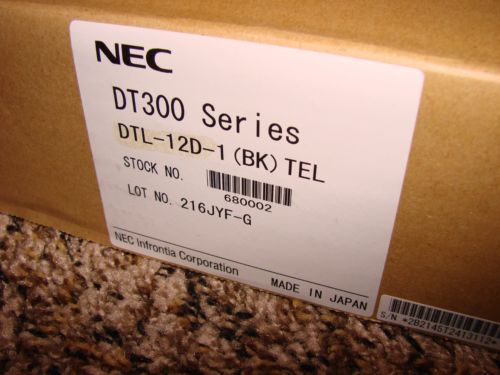 NEC
DT300 Series
DTL-12D-1(BK)TEL
STOCK NO. 680002
LOT NO. 216JYF-G
NEC Infrontia Corporation
MADE IN JAPAN
S/N *2B2145T24131124